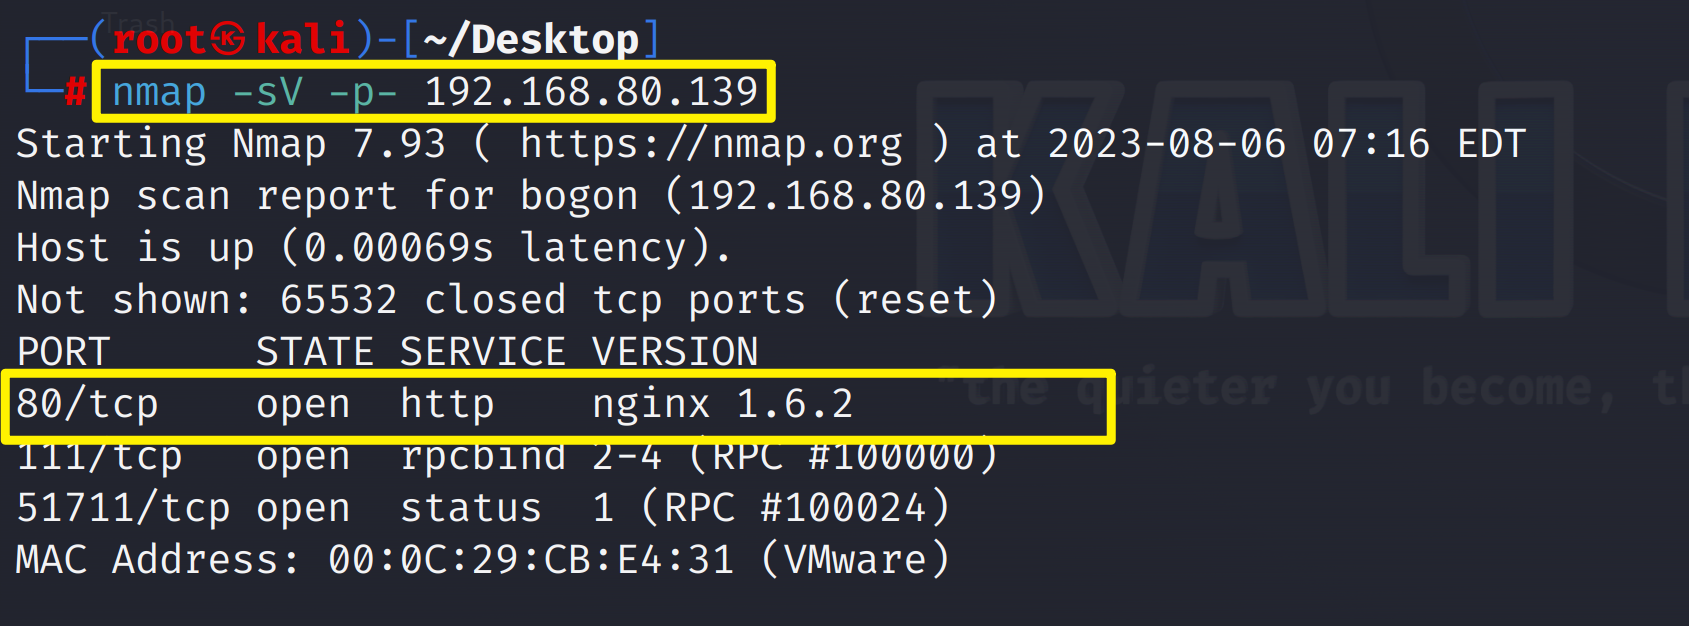 Trash
┌──(root㉿kali)-[~/Desktop]
└─# nmap -sV -p- 192.168.80.139
Starting Nmap 7.93 ( https://nmap.org ) at 2023-08-06 07:16 EDT
Nmap scan report for bogon (192.168.80.139)
Host is up (0.00069s latency).
Not shown: 65532 closed tcp ports (reset)
PORT      STATE SERVICE VERSION
80/tcp    open  http    nginx 1.6.2
111/tcp   open  rpcbind 2-4 (RPC #100000)
51711/tcp open  status  1 (RPC #100024)
MAC Address: 00:0C:29:CB:E4:31 (VMware)
KALI
"the quieter you become, th